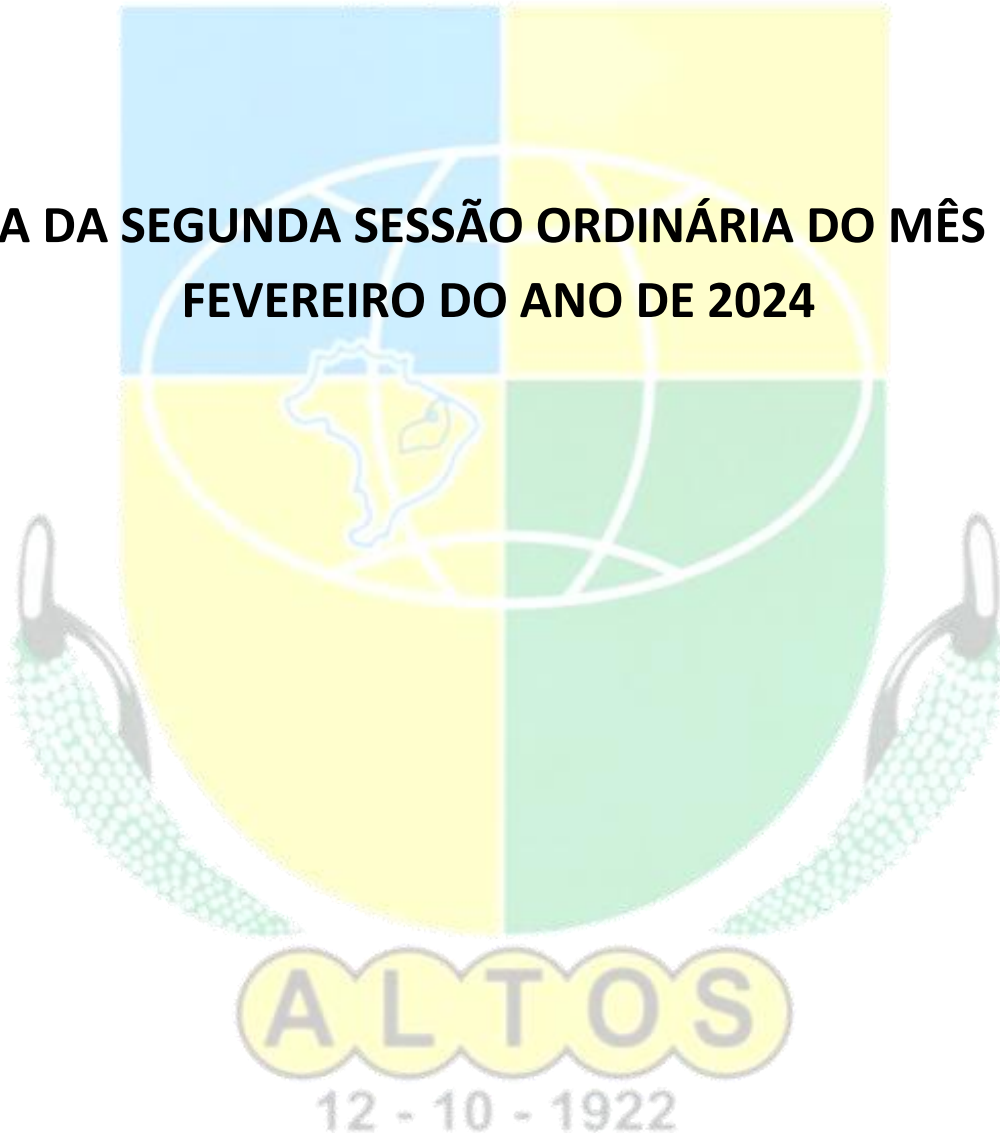 A DA SEGUNDA SESSÃO ORDINÁRIA DO MÊS
FEVEREIRO DO ANO DE 2024
ALTOS
12 - 10 - 1922